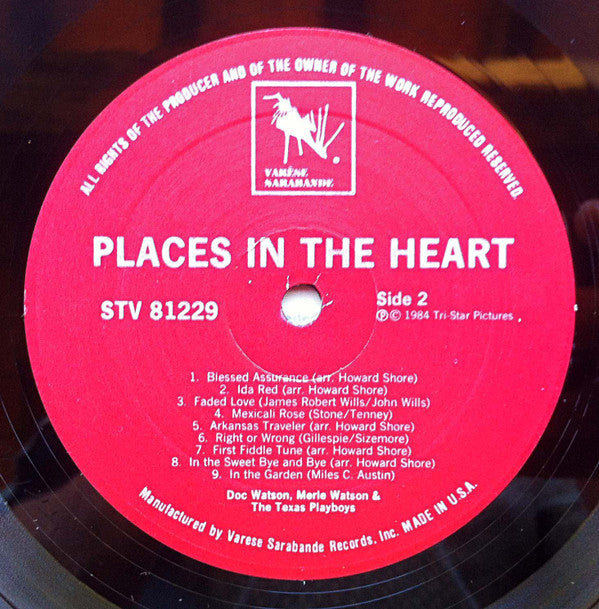 ALL RIGHTS OF THE PRODUCER AND OF THE OWNER OF THE WORK REPRODUCED RESERVED.
VARÈSE
SARABANDE
PLACES IN THE HEART
STV 81229
Side 2
℗ © 1984 Tri-Star Pictures
1. Blessed Assurance (arr. Howard Shore)
2. Ida Red (arr. Howard Shore)
3. Faded Love (James Robert Wills/John Wills)
4. Mexicali Rose (Stone/Tenney)
5. Arkansas Traveler (arr. Howard Shore)
6. Right or Wrong (Gillespie/Sizemore)
7. First Fiddle Tune (arr. Howard Shore)
8. In the Sweet Bye and Bye (arr. Howard Shore)
9. In the Garden (Miles C. Austin)
Doc Watson, Merle Watson &
The Texas Playboys
Manufactured by Varese Sarabande Records, Inc. MADE IN U.S.A.